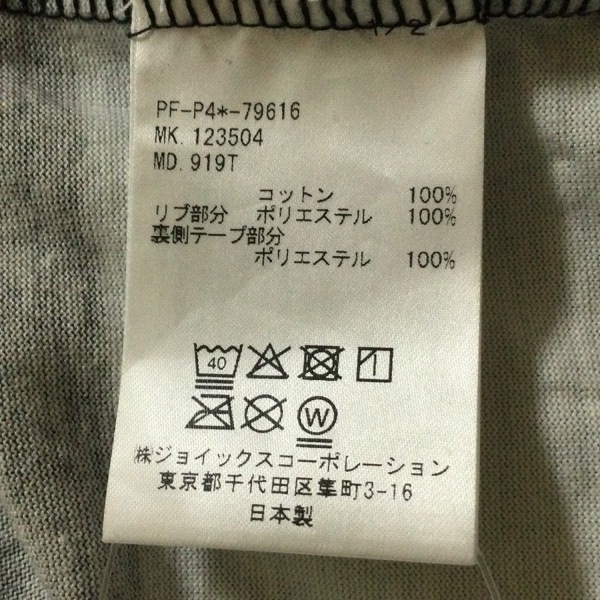 1/2
PF-P4*-79616
MK. 123504
MD. 919T
コットン 100%
リブ部分 ポリエステル 100%
裏側テープ部分
ポリエステル 100%
40
W
㈱ジョイックスコーポレーション
東京都千代田区隼町3-16
日本製